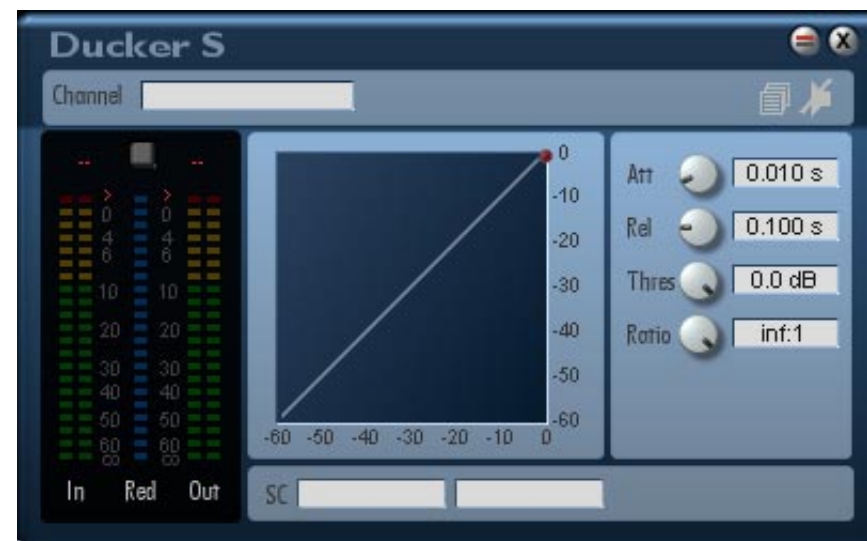 Ducker S
X
Channel
-- --
> >
0 0
4 4
6 6
10 10
20 20
30 30
40 40
50 50
60 60
∞ ∞
In Red Out
0
-10
-20
-30
-40
-50
-60
-60 -50 -40 -30 -20 -10 0
Att 0.010 s
Rel 0.100 s
Thres 0.0 dB
Ratio inf:1
SC